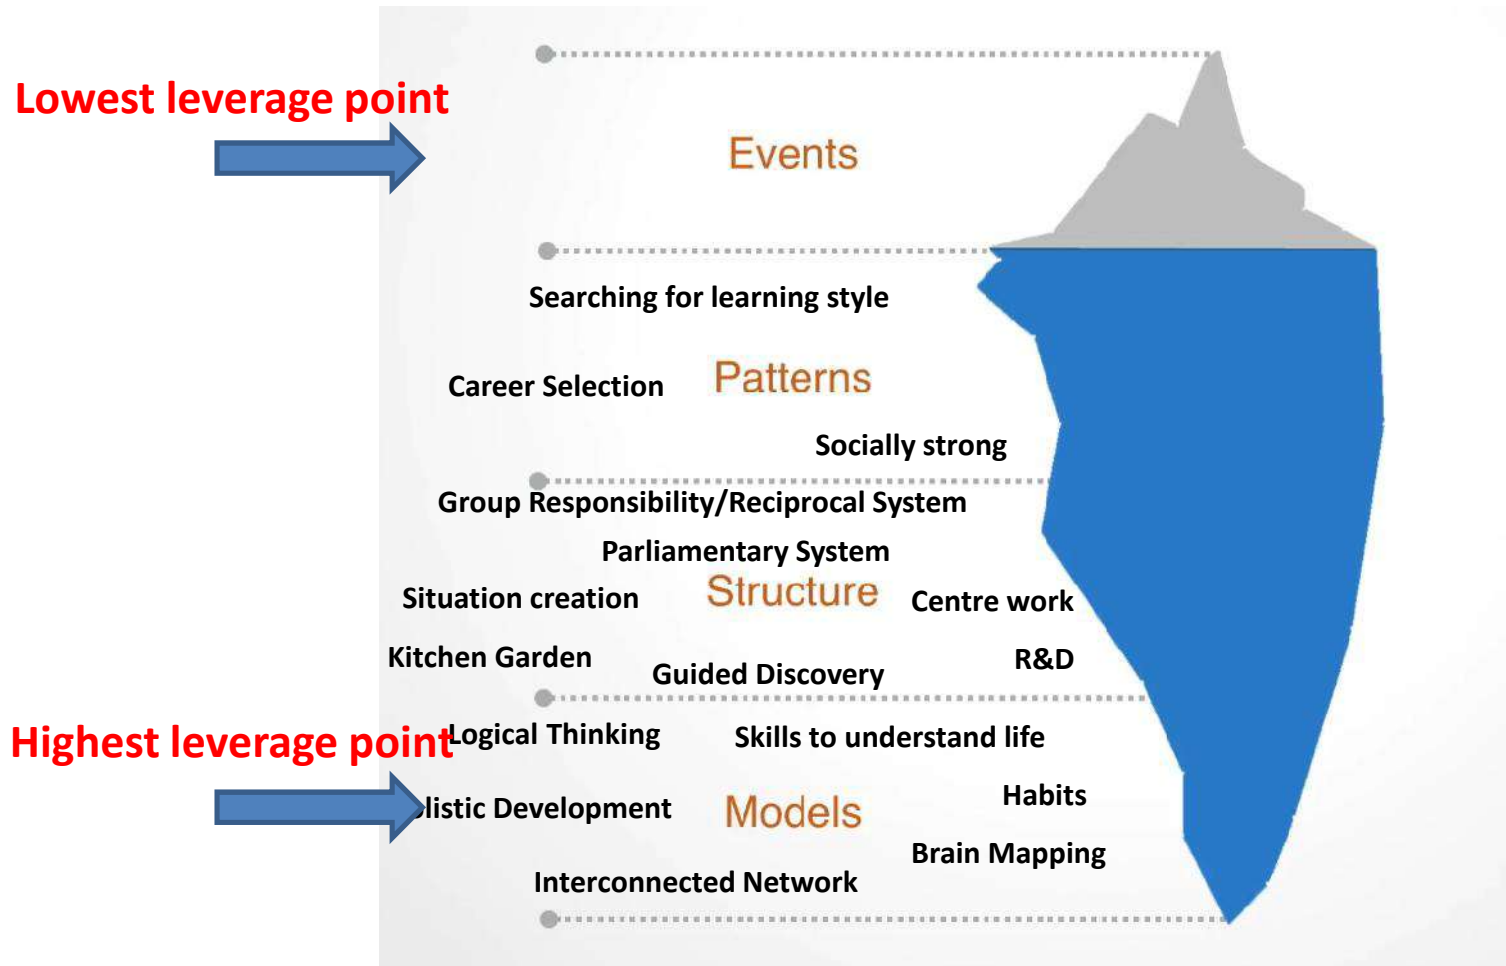 Lowest leverage point
Events
Searching for learning style
Career Selection
Patterns
Socially strong
Group Responsibility/Reciprocal System
Parliamentary System
Structure
Situation creation
Centre work
Kitchen Garden
Guided Discovery
R&D
Highest leverage point
Logical Thinking
Skills to understand life
listic Development
Models
Habits
Brain Mapping
Interconnected Network